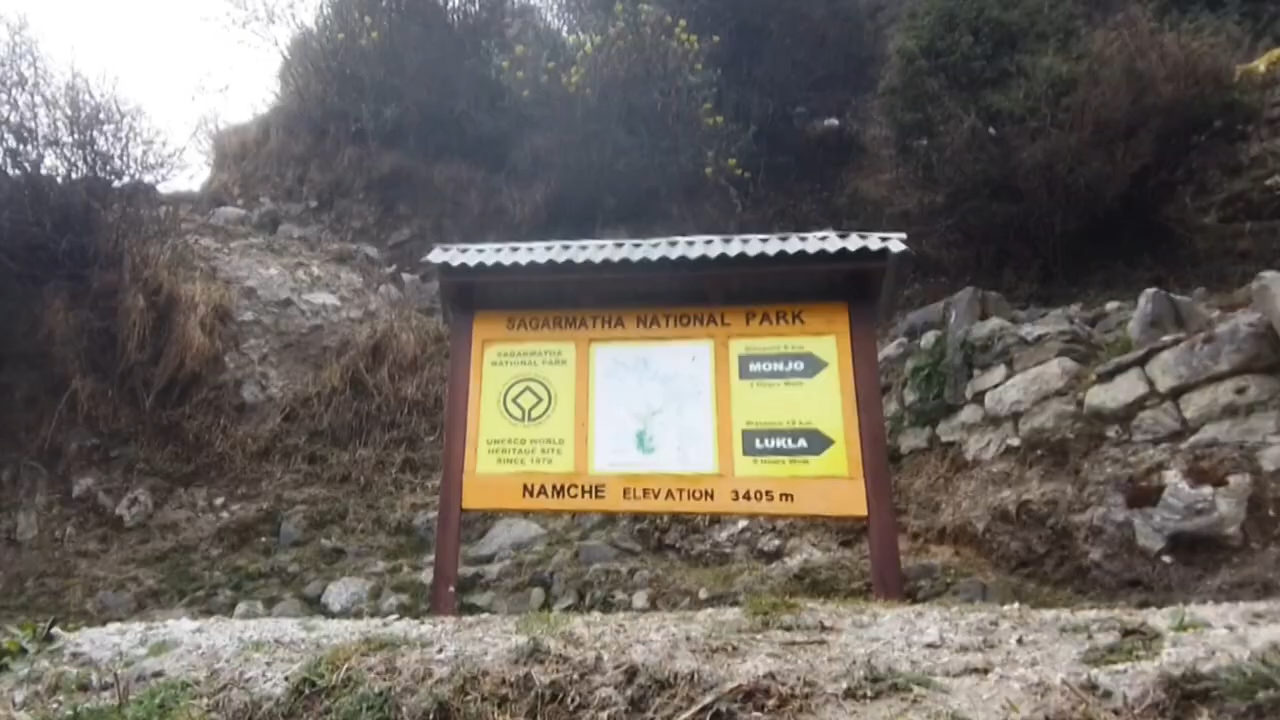 SAGARMATHA NATIONAL PARK
SAGARMATHA
NATIONAL PARK
UNESCO WORLD
HERITAGE SITE
SINCE 1979
MONJO
LUKLA
NAMCHE ELEVATION 3405 m